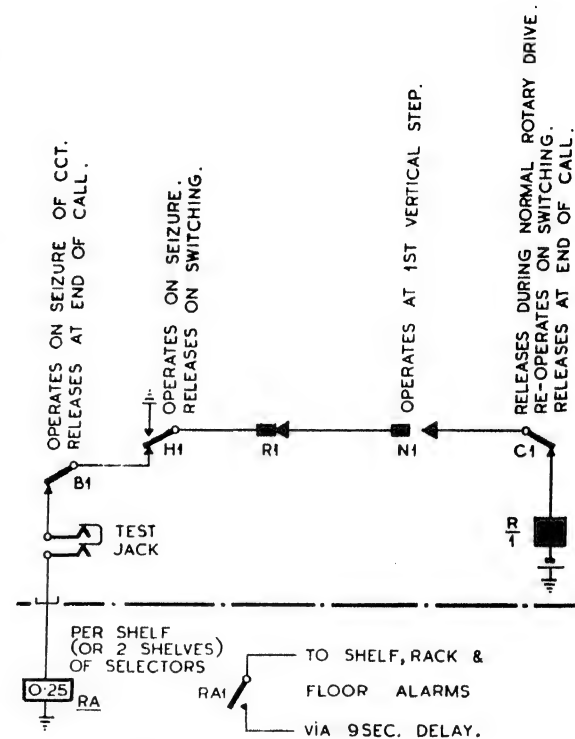 OPERATES ON SEIZURE OF CCT.
RELEASES AT END OF CALL.
OPERATES ON SEIZURE.
RELEASES ON SWITCHING.
OPERATES AT 1ST VERTICAL STEP.
RELEASES DURING NORMAL ROTARY DRIVE.
RE-OPERATES ON SWITCHING.
RELEASES AT END OF CALL.
B1
H1
R1
N1
C1
TEST
JACK
R
1
PER SHELF
(OR 2 SHELVES)
OF SELECTORS
0·25
RA
RA1
TO SHELF, RACK &
FLOOR ALARMS
VIA 9SEC. DELAY.